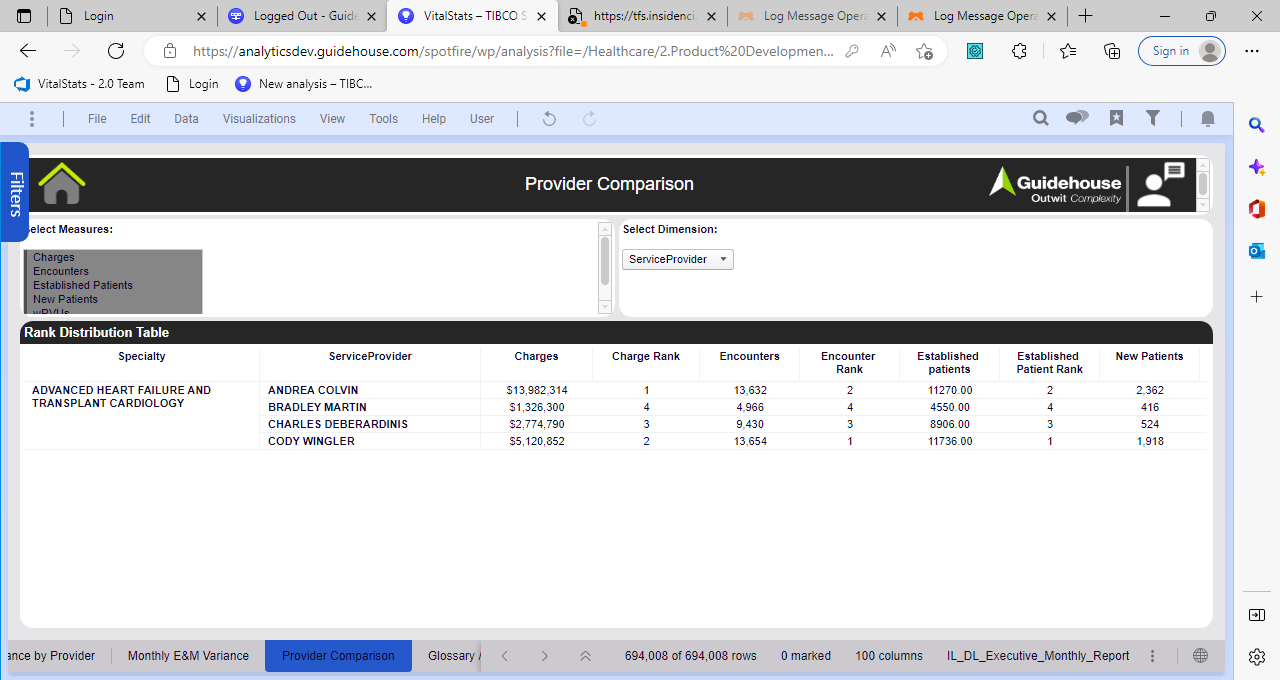 Login
Logged Out - Guide
VitalStats – TIBCO S
https://tfs.insidenci.
Log Message Opera
Log Message Opera
https://analyticsdev.guidehouse.com/spotfire/wp/analysis?file=/Healthcare/2.Product%20Developmen...
Sign in
VitalStats - 2.0 Team
Login
New analysis – TIBC...
File Edit Data Visualizations View Tools Help User
Filters
Provider Comparison
Guidehouse
Outwit Complexity
Select Measures:
Charges
Encounters
Established Patients
New Patients
wRVUs
Select Dimension:
ServiceProvider
Rank Distribution Table
Specialty ServiceProvider Charges Charge Rank Encounters Encounter Rank Established patients Established Patient Rank New Patients
ADVANCED HEART FAILURE AND TRANSPLANT CARDIOLOGY
ANDREA COLVIN $13,982,314 1 13,632 2 11270.00 2 2,362
BRADLEY MARTIN $1,326,300 4 4,966 4 4550.00 4 416
CHARLES DEBERARDINIS $2,774,790 3 9,430 3 8906.00 3 524
CODY WINGLER $5,120,852 2 13,654 1 11736.00 1 1,918
ance by Provider Monthly E&M Variance Provider Comparison Glossary 694,008 of 694,008 rows 0 marked 100 columns IL_DL_Executive_Monthly_Report